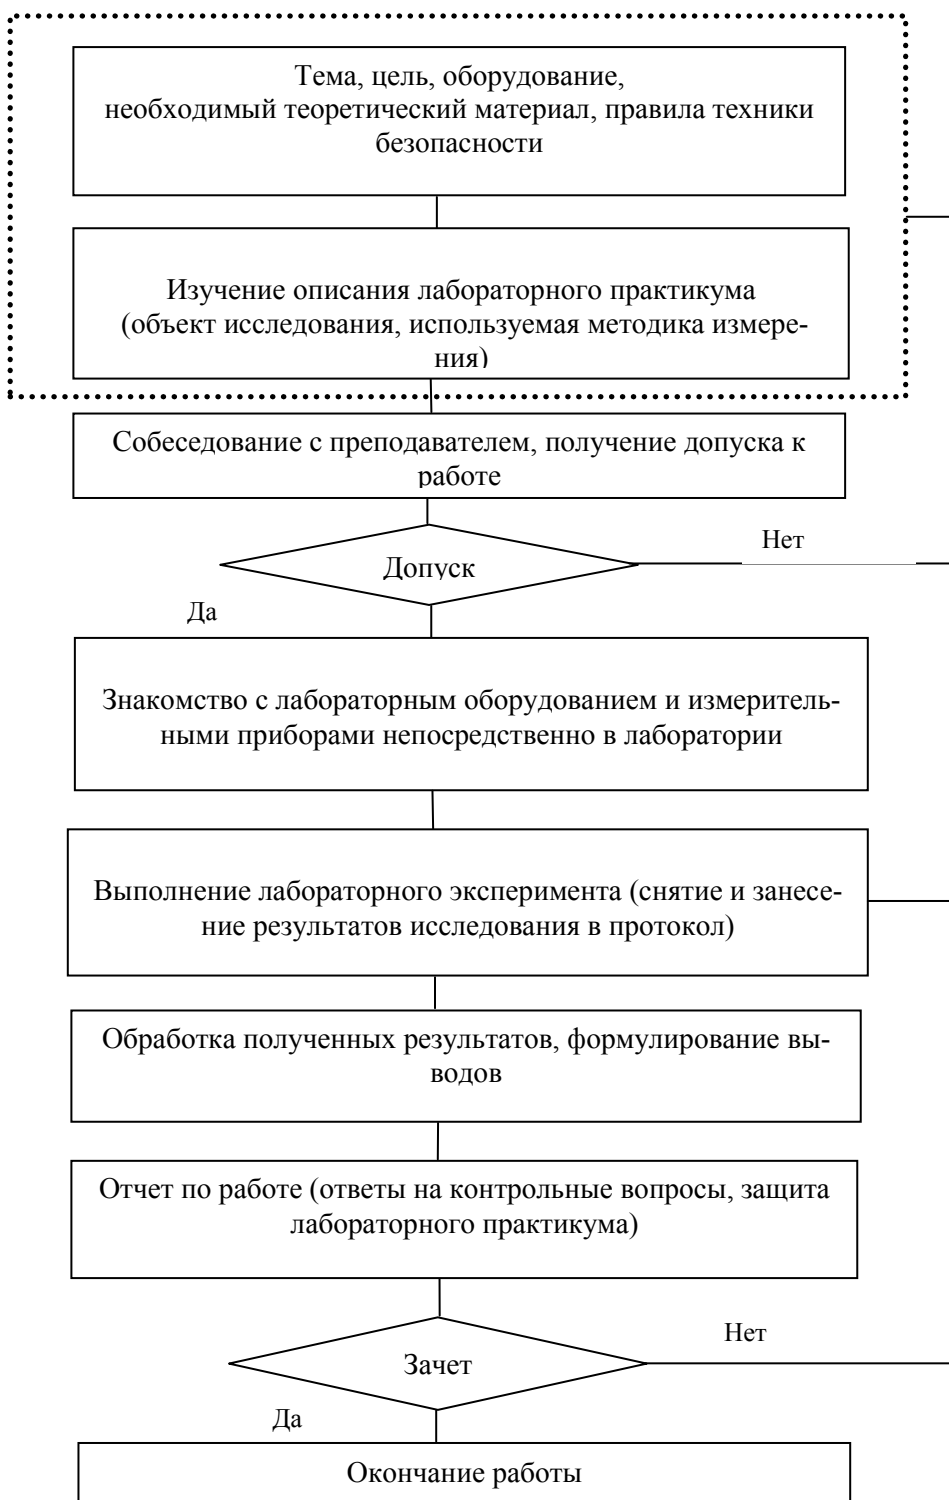 Тема, цель, оборудование,
необходимый теоретический материал, правила техники
безопасности
Изучение описания лабораторного практикума
(объект исследования, используемая методика измере-
ния)
Собеседование с преподавателем, получение допуска к
работе
Нет
Допуск
Да
Знакомство с лабораторным оборудованием и измеритель-
ными приборами непосредственно в лаборатории
Выполнение лабораторного эксперимента (снятие и занесе-
ние результатов исследования в протокол)
Обработка полученных результатов, формулирование вы-
водов
Отчет по работе (ответы на контрольные вопросы, защита
лабораторного практикума)
Нет
Зачет
Да
Окончание работы